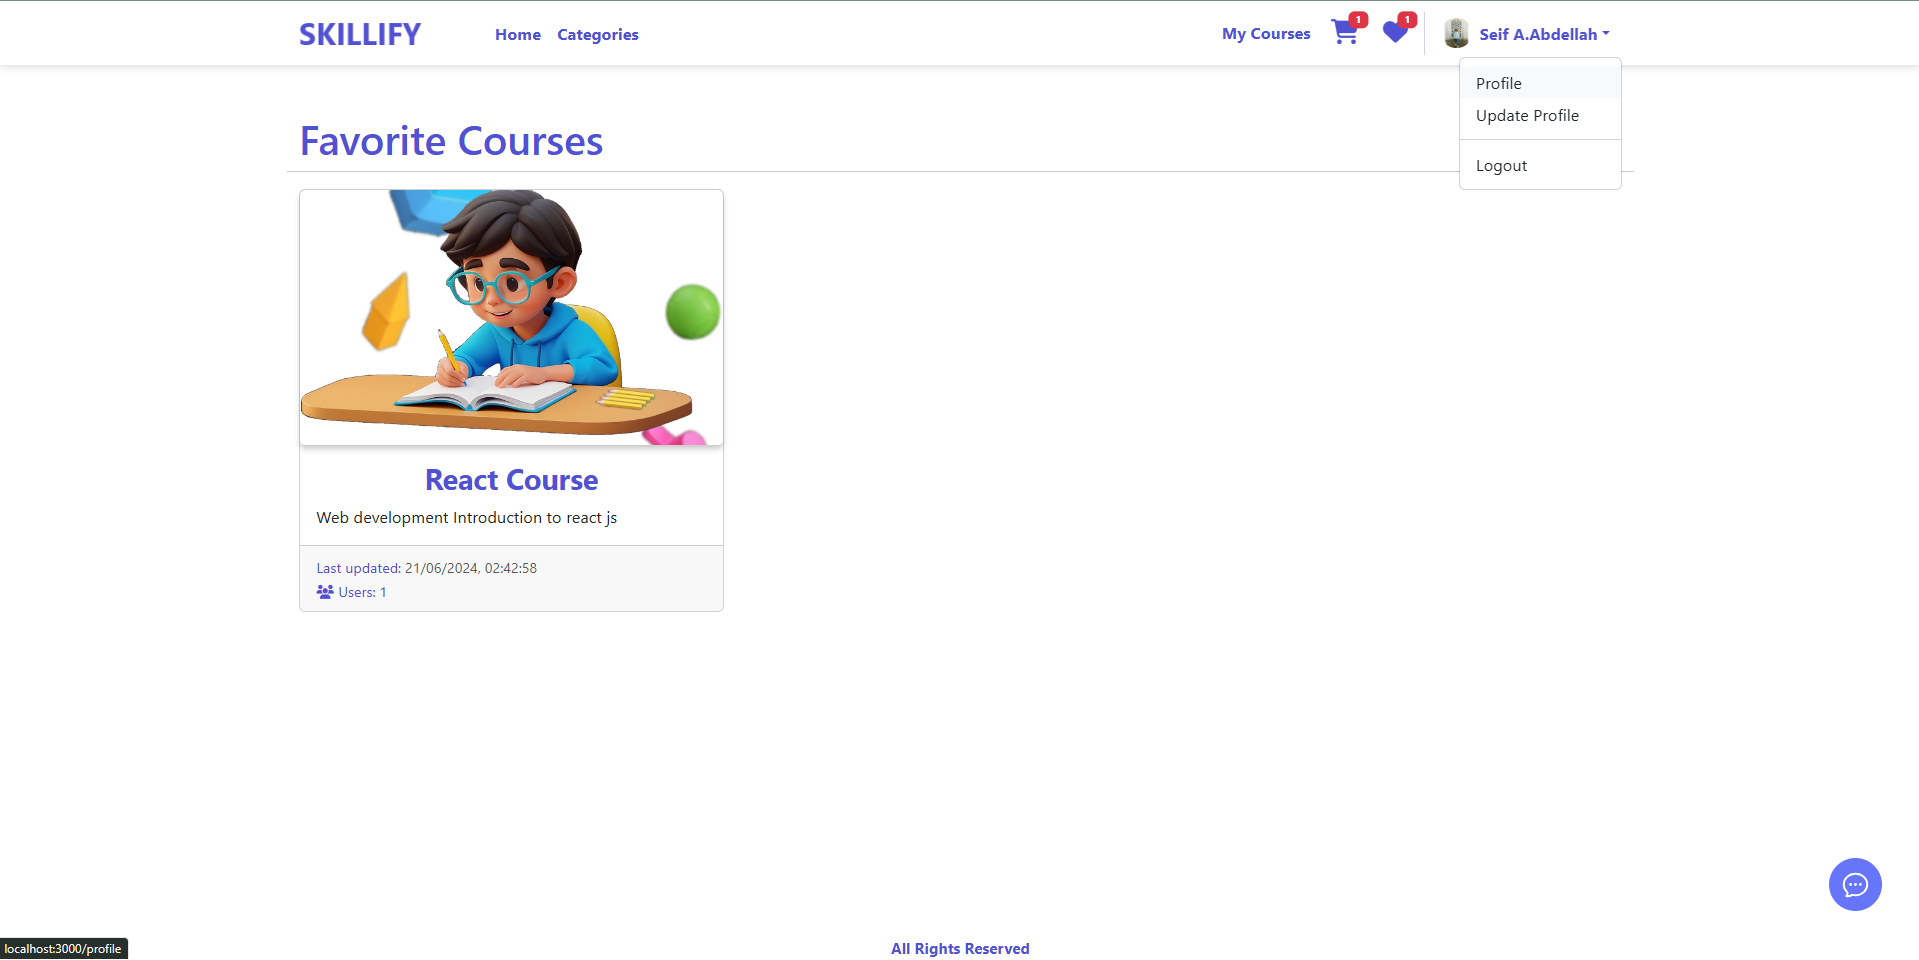 SKILLIFY
Home
Categories
My Courses
1
1
Seif A.Abdellah
Profile
Update Profile
Logout
Favorite Courses
React Course
Web development Introduction to react js
Last updated: 21/06/2024, 02:42:58
Users: 1
All Rights Reserved
localhost:3000/profile